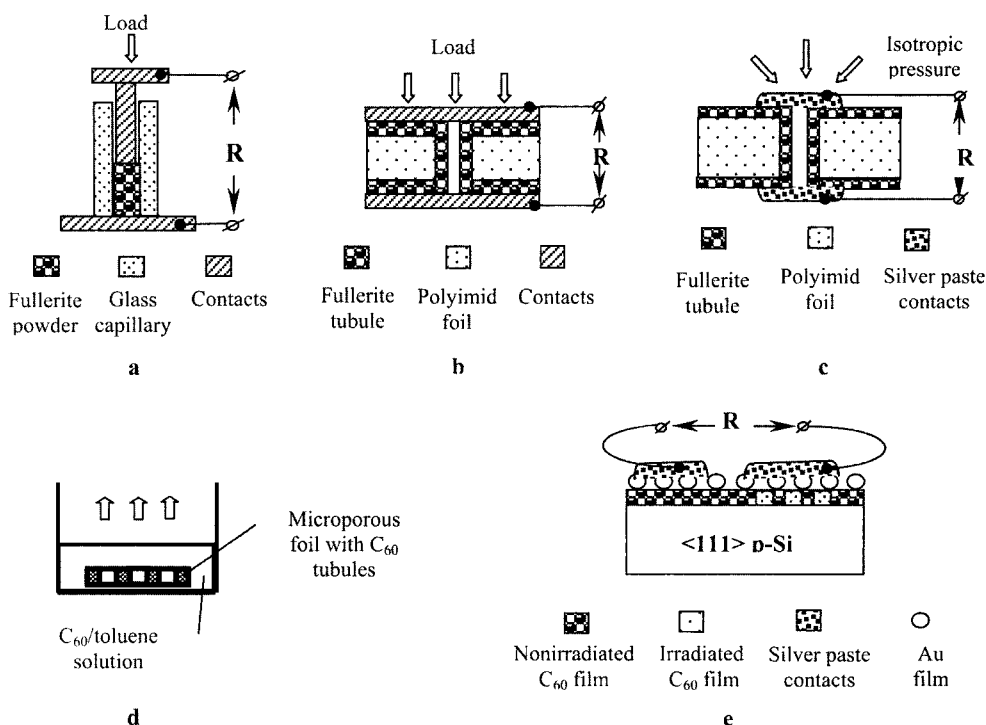 Load
R
Fullerite
powder
Glass
capillary
Contacts
a
Load
R
Fullerite
tubule
Polyimid
foil
Contacts
b
Isotropic
pressure
R
Fullerite
tubule
Polyimid
foil
Silver paste
contacts
c
Microporous
foil with C60
tubules
C60/toluene
solution
d
R
<111> p-Si
Nonirradiated
C60 film
Irradiated
C60 film
Silver paste
contacts
Au
film
e